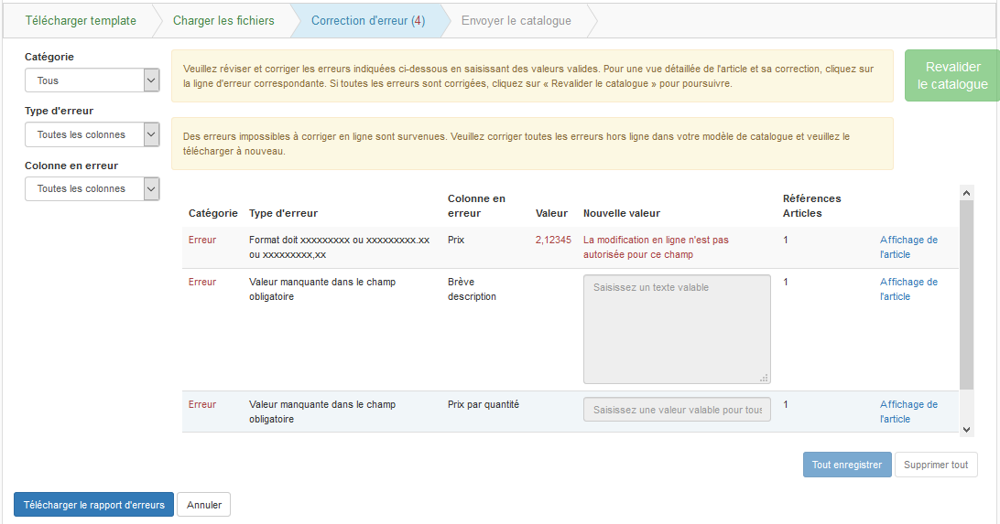 Télécharger template
Charger les fichiers
Correction d'erreur (4)
Envoyer le catalogue
Catégorie
Tous
Type d'erreur
Toutes les colonnes
Colonne en erreur
Toutes les colonnes
Veuillez réviser et corriger les erreurs indiquées ci-dessous en saisissant des valeurs valides. Pour une vue détaillée de l'article et sa correction, cliquez sur
la ligne d'erreur correspondante. Si toutes les erreurs sont corrigées, cliquez sur « Revalider le catalogue » pour poursuivre.
Revalider
le catalogue
Des erreurs impossibles à corriger en ligne sont survenues. Veuillez corriger toutes les erreurs hors ligne dans votre modèle de catalogue et veuillez le
télécharger à nouveau.
Catégorie
Type d'erreur
Colonne en
erreur
Valeur
Nouvelle valeur
Références
Articles
Erreur
Format doit xxxxxxxxx ou xxxxxxxxx.xx
ou xxxxxxxxx,xx
Prix
2,12345
La modification en ligne n'est pas
autorisée pour ce champ
1
Affichage de
l'article
Erreur
Valeur manquante dans le champ
obligatoire
Brève
description
Saisissez un texte valable
1
Affichage de
l'article
Erreur
Valeur manquante dans le champ
obligatoire
Prix par quantité
Saisissez une valeur valable pour tous
1
Affichage de
l'article
Tout enregistrer
Supprimer tout
Télécharger le rapport d'erreurs
Annuler